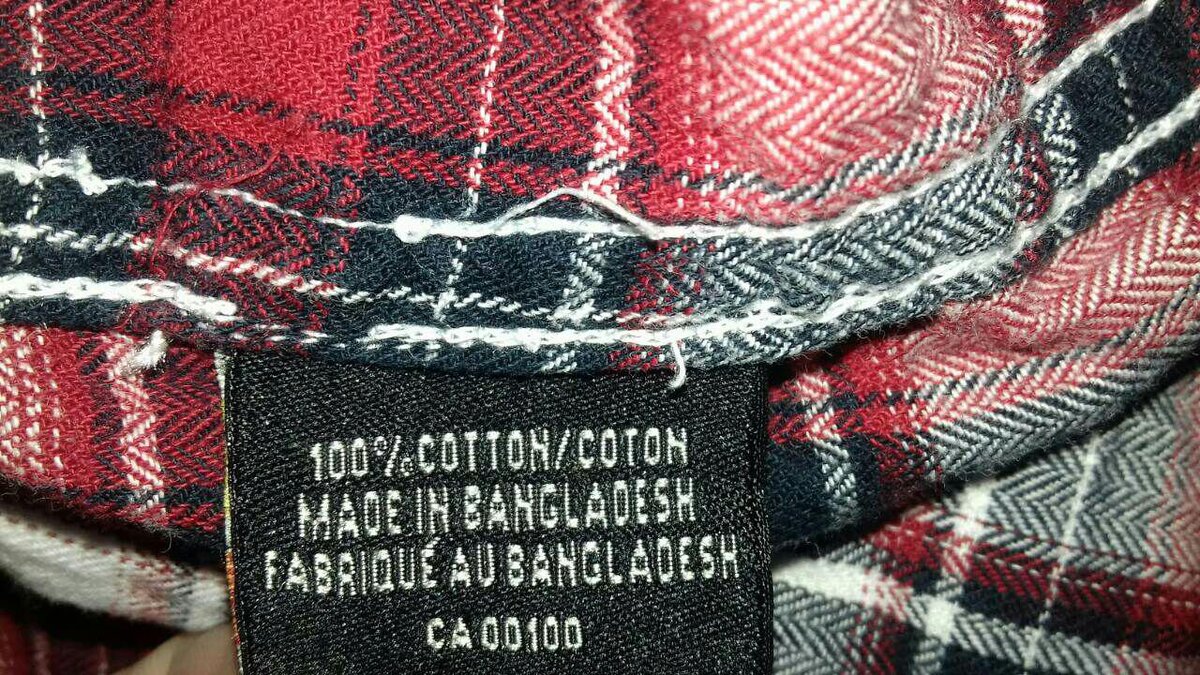 100% COTTON/COTON
MADE IN BANGLADESH
FABRIQUÉ AU BANGLADESH
CA00100